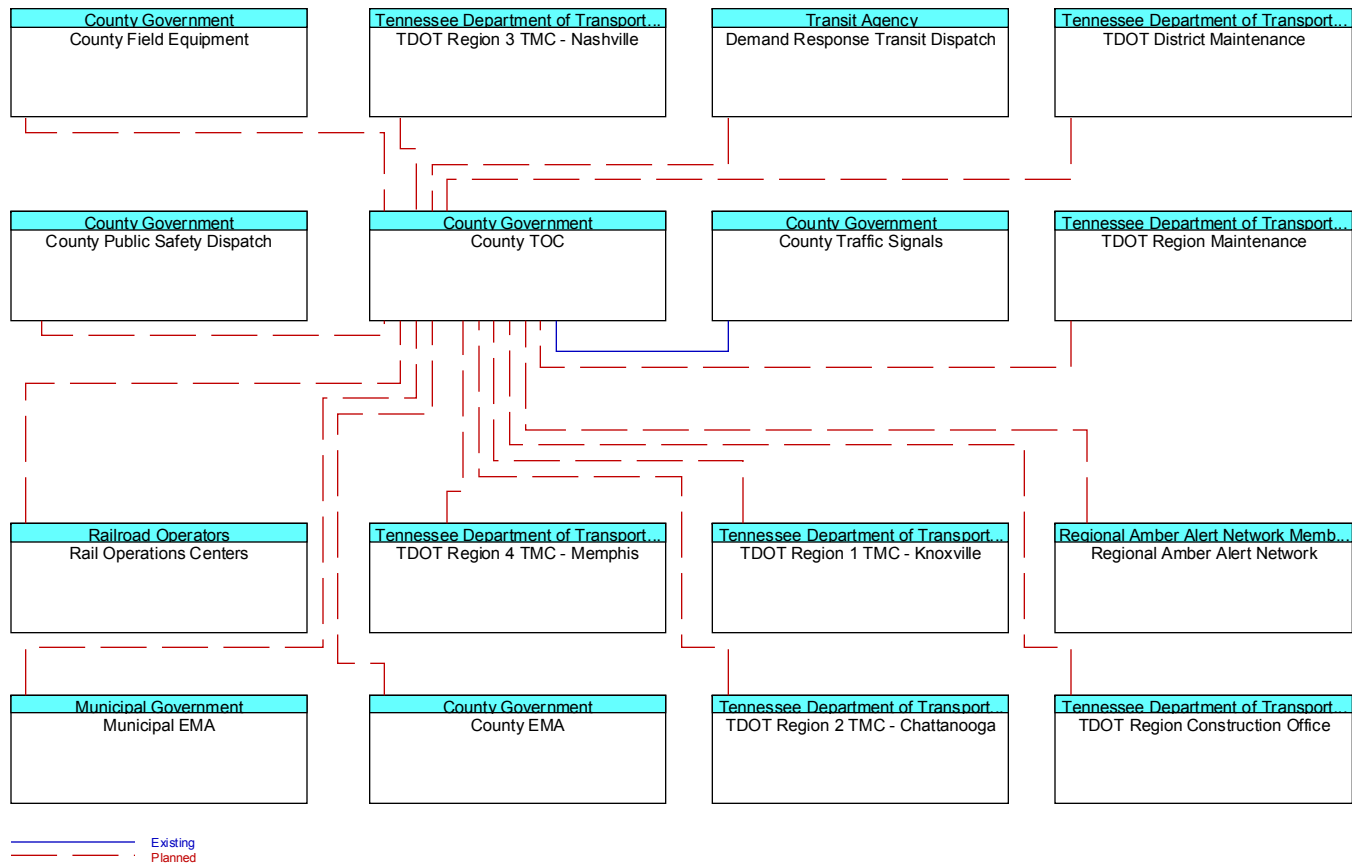 County Government
County Field Equipment
Tennessee Department of Transport...
TDOT Region 3 TMC - Nashville
Transit Agency
Demand Response Transit Dispatch
Tennessee Department of Transport...
TDOT District Maintenance
County Government
County Public Safety Dispatch
County Government
County TOC
County Government
County Traffic Signals
Tennessee Department of Transport...
TDOT Region Maintenance
Railroad Operators
Rail Operations Centers
Tennessee Department of Transport...
TDOT Region 4 TMC - Memphis
Tennessee Department of Transport...
TDOT Region 1 TMC - Knoxville
Regional Amber Alert Network Memb...
Regional Amber Alert Network
Municipal Government
Municipal EMA
County Government
County EMA
Tennessee Department of Transport...
TDOT Region 2 TMC - Chattanooga
Tennessee Department of Transport...
TDOT Region Construction Office
Existing
Planned